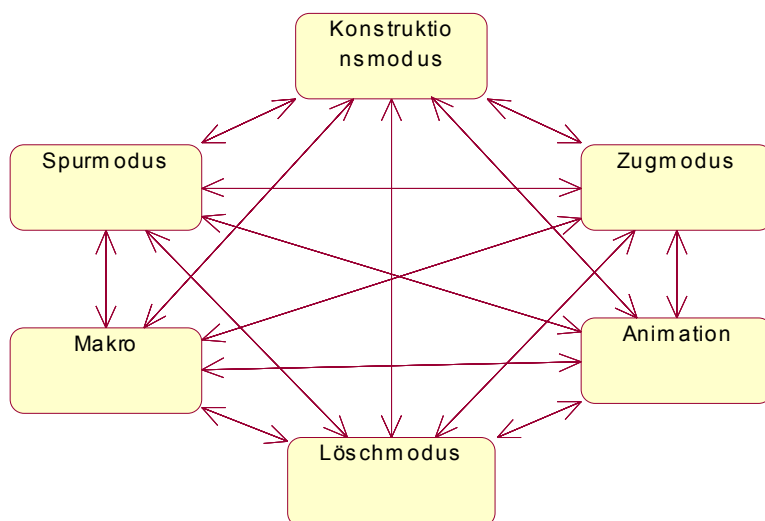 Konstruktio
nsmodus
Spurmodus
Zugmodus
Makro
Animation
Löschmodus